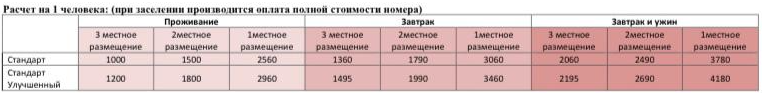 Расчет на 1 человека: (при заселении производится оплата полной стоимости номера)
Проживание Завтрак Завтрак и ужин
3 местное размещение 2местное размещение 1местное размещение 3 местное размещение 2местное размещение 1местное размещение 3 местное размещение 2местное размещение 1местное размещение
Стандарт 1000 1500 2560 1360 1790 3060 2060 2490 3780
Стандарт Улучшенный 1200 1800 2960 1495 1990 3460 2195 2690 4180